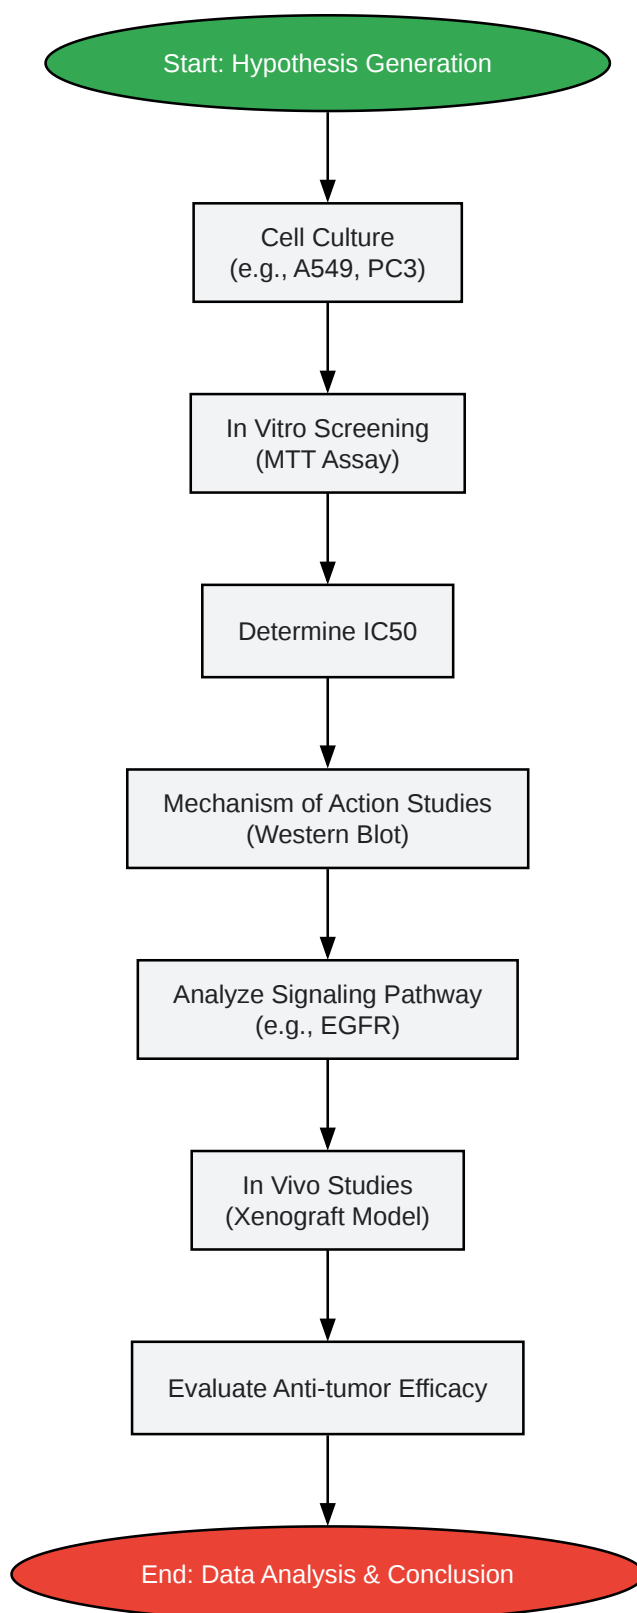 Start: Hypothesis Generation
Cell Culture
(e.g., A549, PC3)
In Vitro Screening
(MTT Assay)
Determine IC50
Mechanism of Action Studies
(Western Blot)
Analyze Signaling Pathway
(e.g., EGFR)
In Vivo Studies
(Xenograft Model)
Evaluate Anti-tumor Efficacy
End: Data Analysis & Conclusion